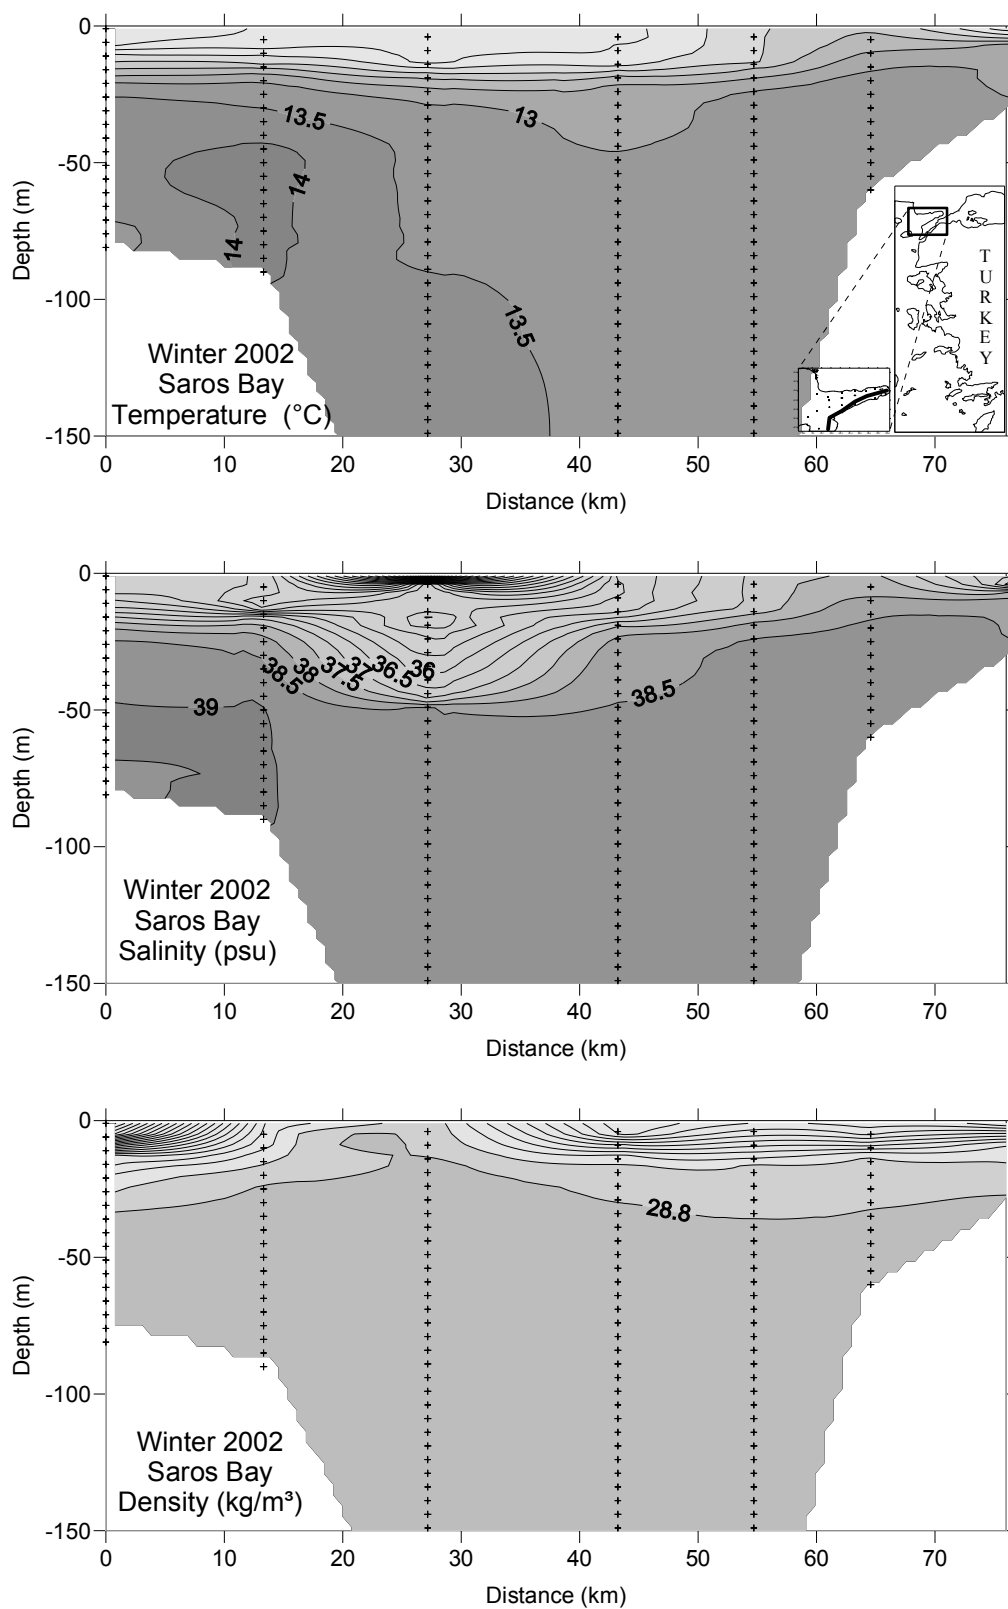 0
-50
-100
-150
Depth (m)
13.5
13
14
14
13.5
Winter 2002
Saros Bay
Temperature (°C)
TURKEY
0 10 20 30 40 50 60 70
Distance (km)
0
-50
-100
-150
Depth (m)
38.5 38 37.5 37 36.5 36
38.5
39
Winter 2002
Saros Bay
Salinity (psu)
0 10 20 30 40 50 60 70
Distance (km)
0
-50
-100
-150
Depth (m)
28.8
Winter 2002
Saros Bay
Density (kg/m³)
0 10 20 30 40 50 60 70
Distance (km)